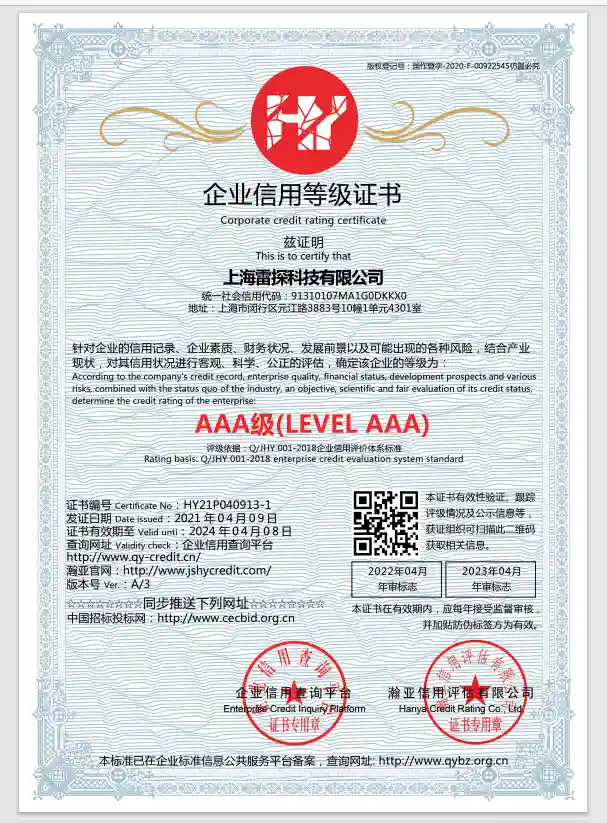 版权登记号：国作登字-2020-F-00922545仿冒必究
HY
企业信用等级证书
Corporate credit rating certificate
兹证明
This is to certify that
上海雷探科技有限公司
统一社会信用代码：91310107MA1G0DKKX0
地址：上海市闵行区元江路3883号10幢1单元4301室
针对企业的信用记录、企业素质、财务状况、发展前景以及可能出现的各种风险，结合产业
现状，对其信用状况进行客观、科学、公正的评估，确定该企业的等级为：
According to the company's credit record, enterprise quality, financial status, development prospects and various
risks, combined with the status quo of the industry, an objective, scientific and fair evaluation of its credit status,
determine the credit rating of the enterprise:
AAA级(LEVEL AAA)
评级依据：Q/JHY 001-2018企业信用评价体系标准
Rating basis: Q/JHY 001-2018 enterprise credit evaluation system standard
证书编号 Certificate No：HY21P040913-1
发证日期 Date issued：2021年04月09日
证书有效期至 Velid unti：2024年04月08日
查询网址 Validity check：企业信用查询平台
http://www.qy-credit.cn/
瀚亚官网：http://www.jshycredit.com/
版本号 Ver.：A/3
☆☆☆☆☆☆☆☆同步推送下列网址☆☆☆☆☆☆☆☆
中国招标投标网：http://www.cecbid.org.cn
本证书有效性验证、跟踪
评级情况及公示信息等，
获证组织可扫描此二维码
获取相关信息。
2022年04月
年审标志
2023年04月
年审标志
本证书在有效期内，应每年接受监督审核，
并加贴防伪标签方为有效。
企业信用查询平台
Enterprise Credit Inquiry Platform
证书专用章
瀚亚信用评估有限公司
Hanya Credit Rating Co., Ltd
证书专用章
本标准已在企业标准信息公共服务平台备案，查询网址: http://www.qybz.org.cn